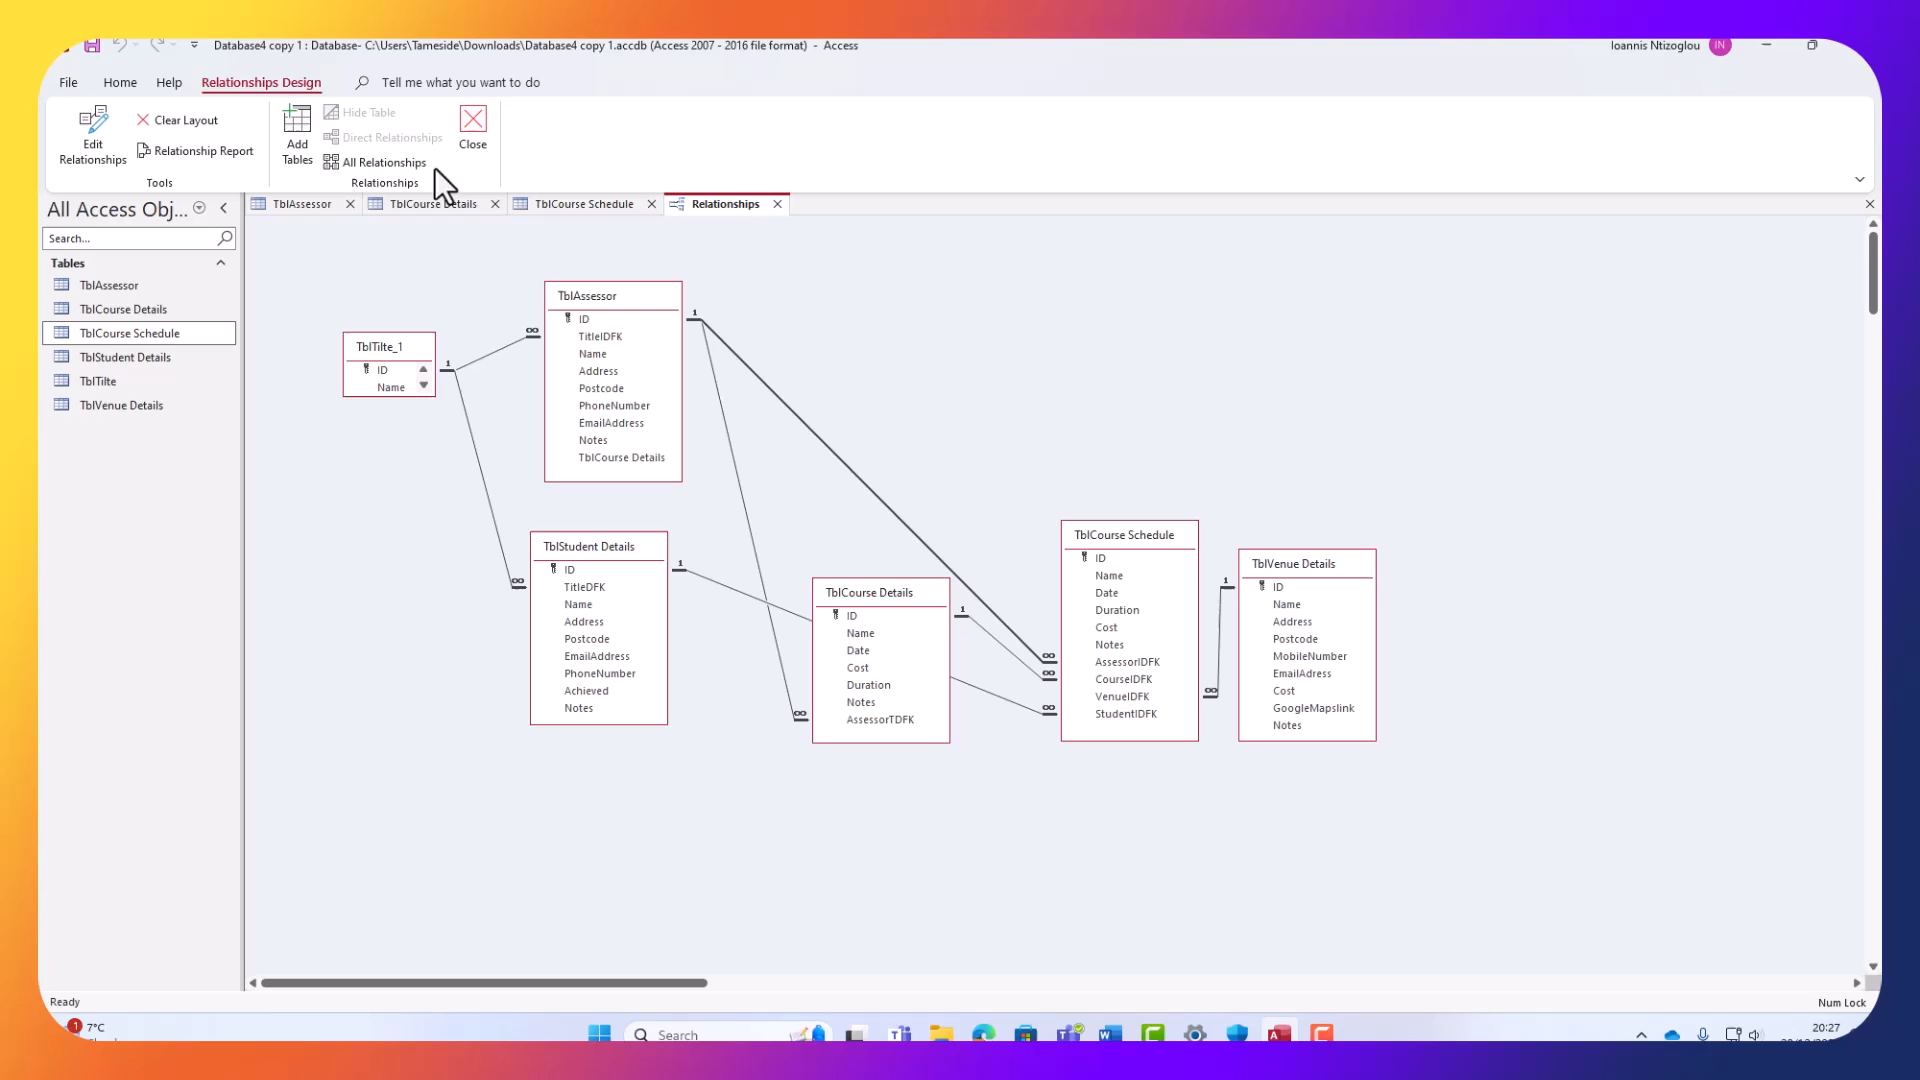 Database4 copy 1 : Database- C:\Users\Tameside\Downloads\Database4 copy 1.accdb (Access 2007 - 2016 file format) - Access
Ioannis Ntizoglou
IN
File
Home
Help
Relationships Design
Tell me what you want to do
Edit
Relationships
Clear Layout
Relationship Report
Tools
Add
Tables
Hide Table
Direct Relationships
All Relationships
Close
Relationships
All Access Obj...
Search...
Tables
TblAssessor
TblCourse Details
TblCourse Schedule
TblStudent Details
TblTilte
TblVenue Details
TblAssessor
TblCourse Details
TblCourse Schedule
Relationships
TblTilte_1
ID
Name
1
∞
∞
TblAssessor
ID
TitleIDFK
Name
Address
Postcode
PhoneNumber
EmailAddress
Notes
TblCourse Details
1
TblStudent Details
ID
TitleDFK
Name
Address
Postcode
EmailAddress
PhoneNumber
Achieved
Notes
1
∞
TblCourse Details
ID
Name
Date
Cost
Duration
Notes
AssessorTDFK
1
∞
∞
∞
TblCourse Schedule
ID
Name
Date
Duration
Cost
Notes
AssessorIDFK
CourseIDFK
VenueIDFK
StudentIDFK
1
∞
TblVenue Details
ID
Name
Address
Postcode
MobileNumber
EmailAdress
Cost
GoogleMapslink
Notes
Ready
Num Lock
1
7°C
Search
20:27